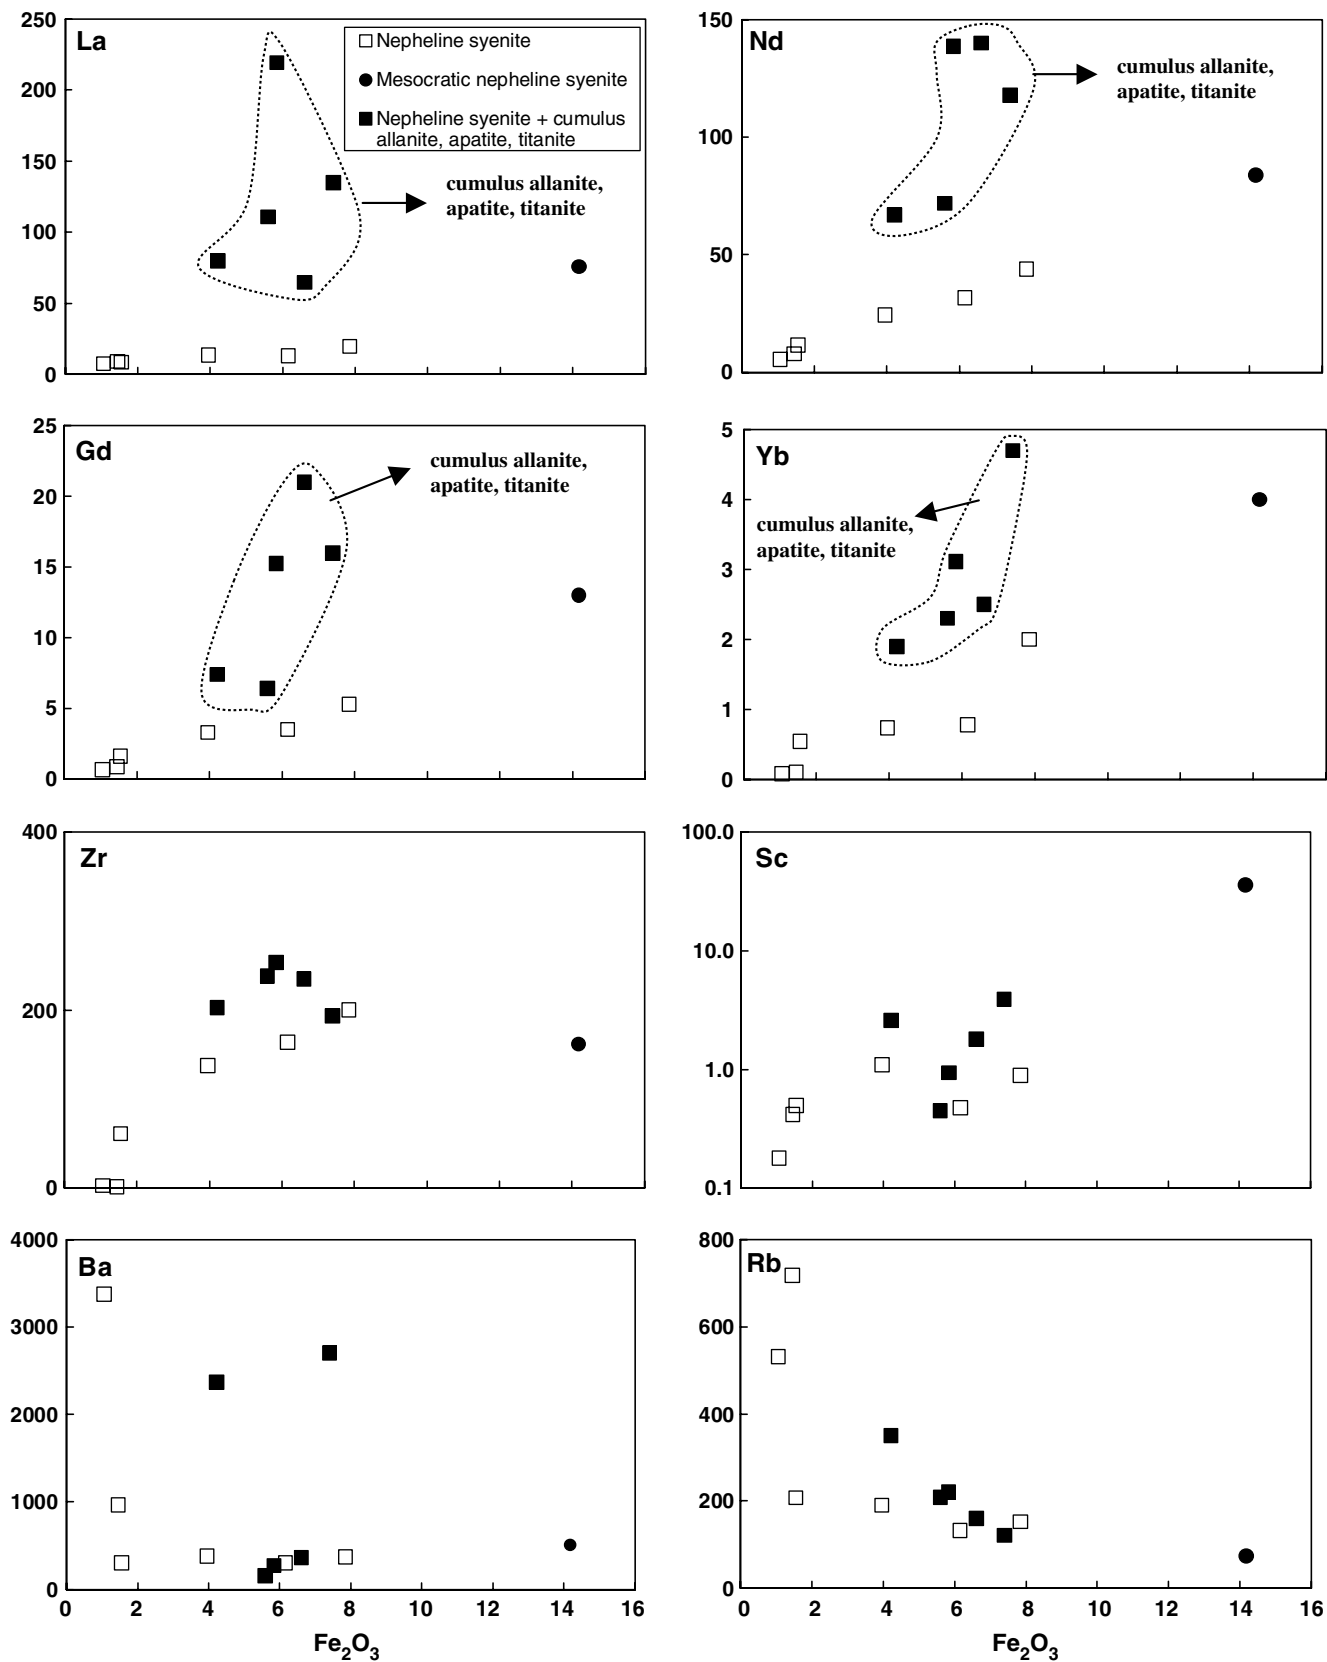 La
250
200
150
100
50
0
Nepheline syenite
Mesocratic nepheline syenite
Nepheline syenite + cumulus
allanite, apatite, titanite
cumulus allanite,
apatite, titanite
Nd
150
100
50
0
cumulus allanite,
apatite, titanite
Gd
25
20
15
10
5
0
cumulus allanite,
apatite, titanite
Yb
5
4
3
2
1
0
cumulus allanite,
apatite, titanite
Zr
400
200
0
Sc
100.0
10.0
1.0
0.1
Ba
4000
3000
2000
1000
0
0 2 4 6 8 10 12 14 16
Fe₂O₃
Rb
800
600
400
200
0
0 2 4 6 8 10 12 14 16
Fe₂O₃